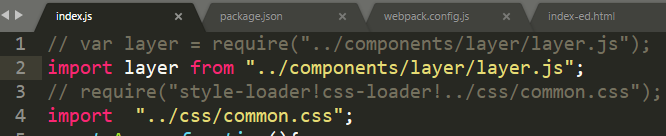 index.js package.json webpack.config.js index-ed.html
1 // var layer = require("../components/layer/layer.js");
2 import layer from "../components/layer/layer.js";
3 // require("style-loader!css-loader!../css/common.css");
4 import  "../css/common.css";